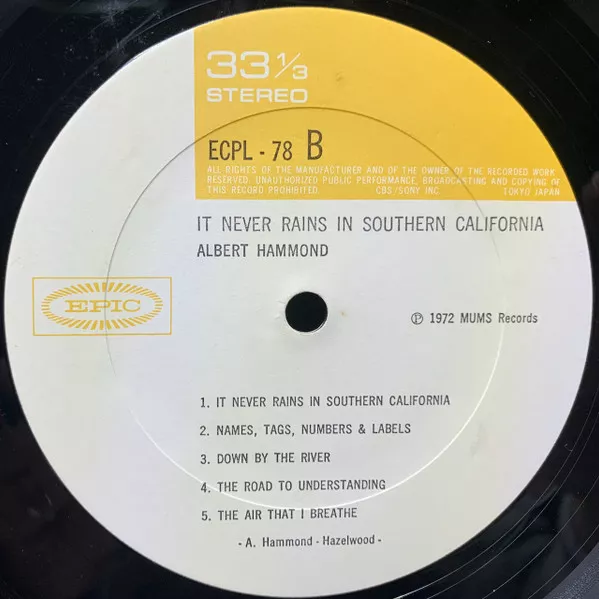 33 1/3
STEREO
ECPL - 78 B
ALL RIGHTS OF THE MANUFACTURER AND OF THE OWNER OF THE RECORDED WORK
RESERVED. UNAUTHORIZED PUBLIC PERFORMANCE, BROADCASTING AND COPYING OF
THIS RECORD PROHIBITED. CBS/SONY INC. TOKYO JAPAN
IT NEVER RAINS IN SOUTHERN CALIFORNIA
ALBERT HAMMOND
EPIC
℗ 1972 MUMS Records
1. IT NEVER RAINS IN SOUTHERN CALIFORNIA
2. NAMES, TAGS, NUMBERS & LABELS
3. DOWN BY THE RIVER
4. THE ROAD TO UNDERSTANDING
5. THE AIR THAT I BREATHE
- A. Hammond - Hazelwood -